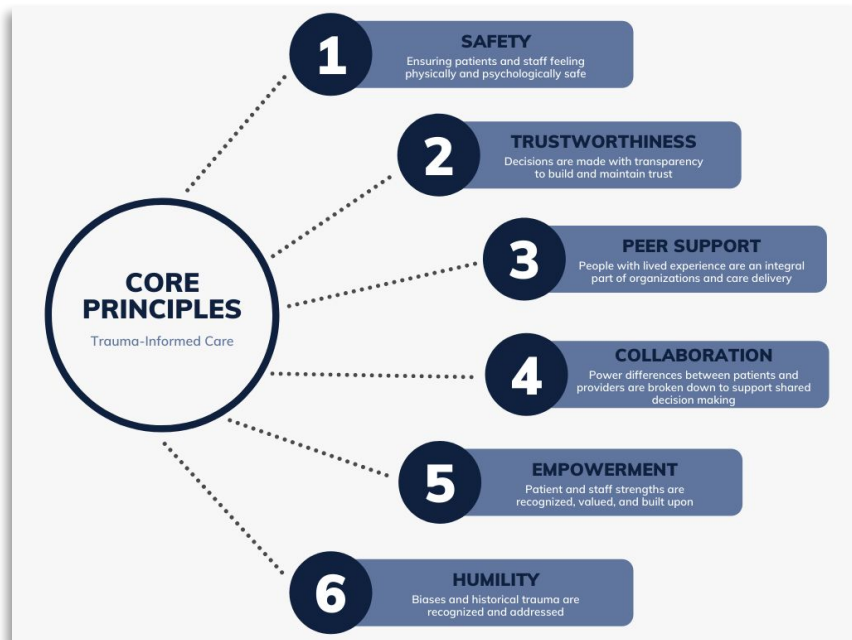 CORE
PRINCIPLES
Trauma-Informed Care
1
SAFETY
Ensuring patients and staff feeling
physically and psychologically safe
2
TRUSTWORTHINESS
Decisions are made with transparency
to build and maintain trust
3
PEER SUPPORT
People with lived experience are an integral
part of organizations and care delivery
4
COLLABORATION
Power differences between patients and
providers are broken down to support shared
decision making
5
EMPOWERMENT
Patient and staff strengths are
recognized, valued, and built upon
6
HUMILITY
Biases and historical trauma are
recognized and addressed